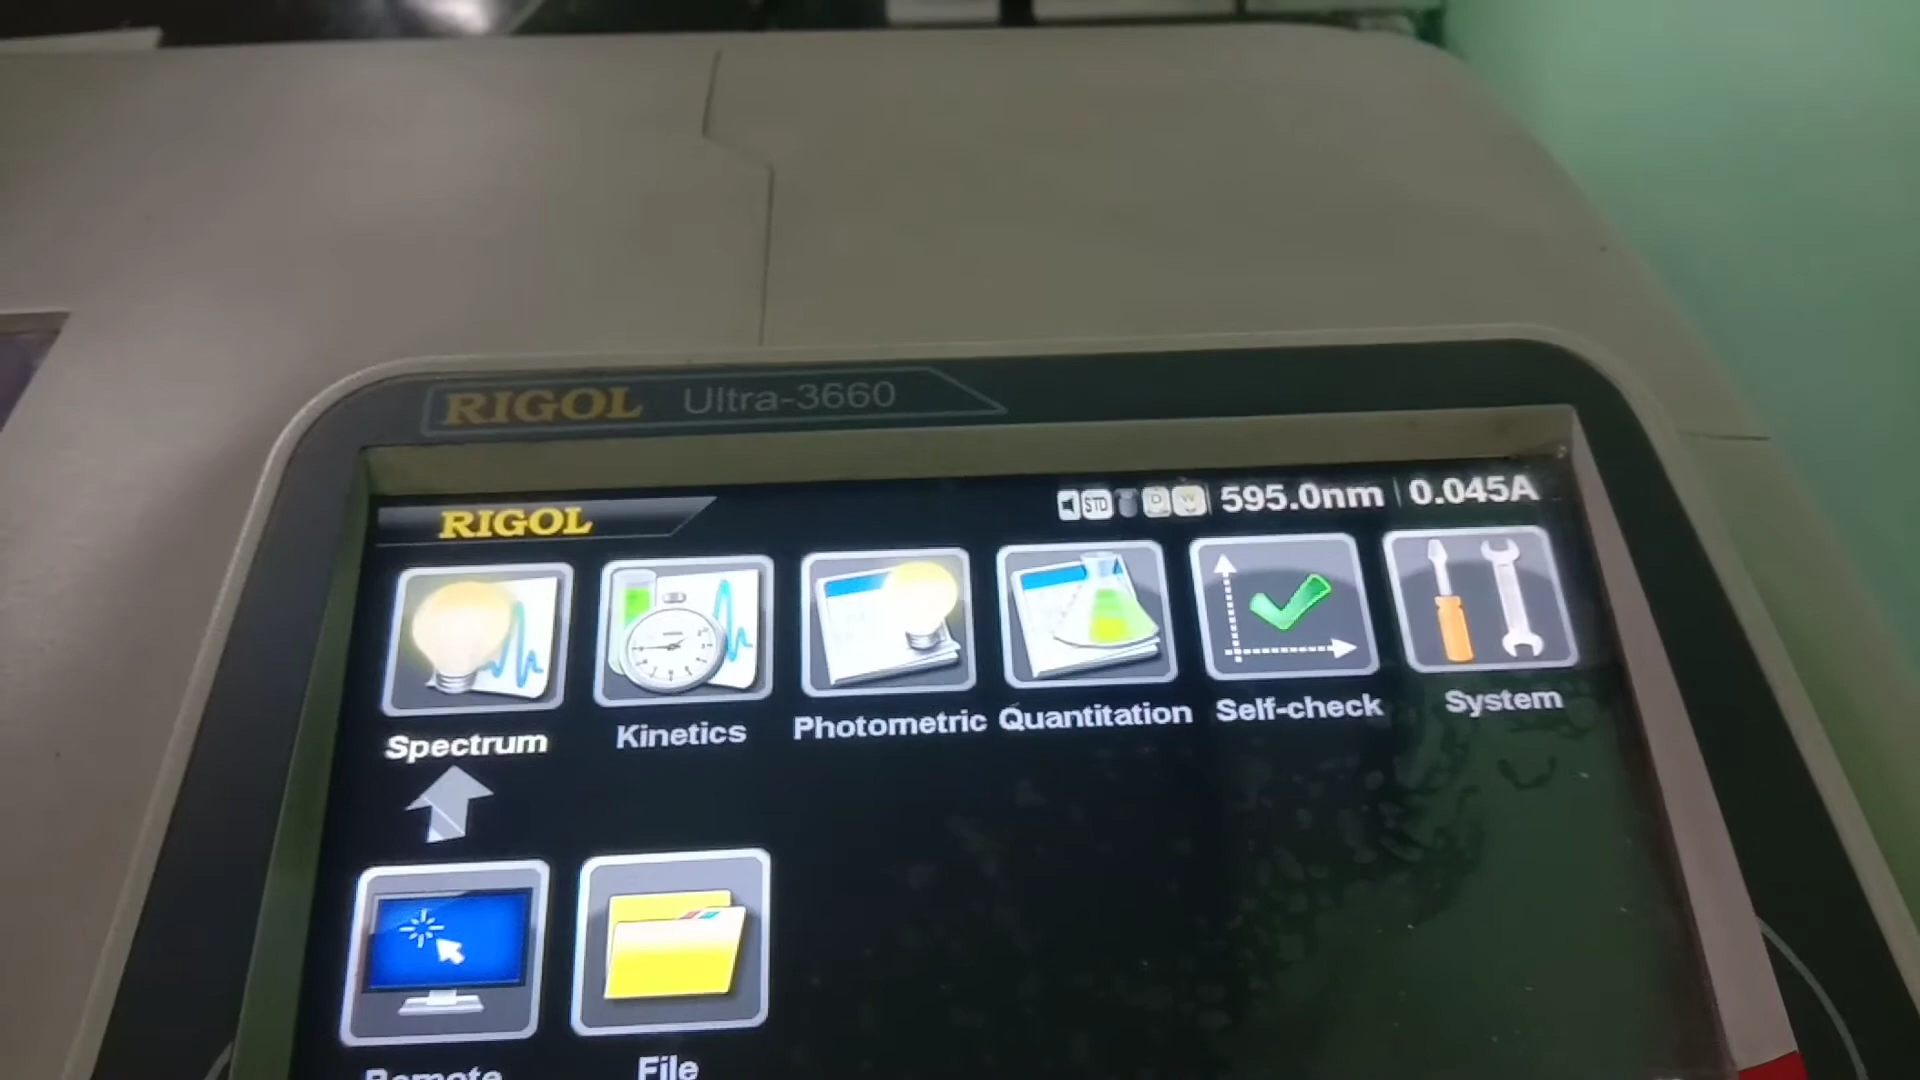 RIGOL Ultra-3660
RIGOL STD D W 595.0nm 0.045A
Spectrum Kinetics Photometric Quantitation Self-check System
Remote File